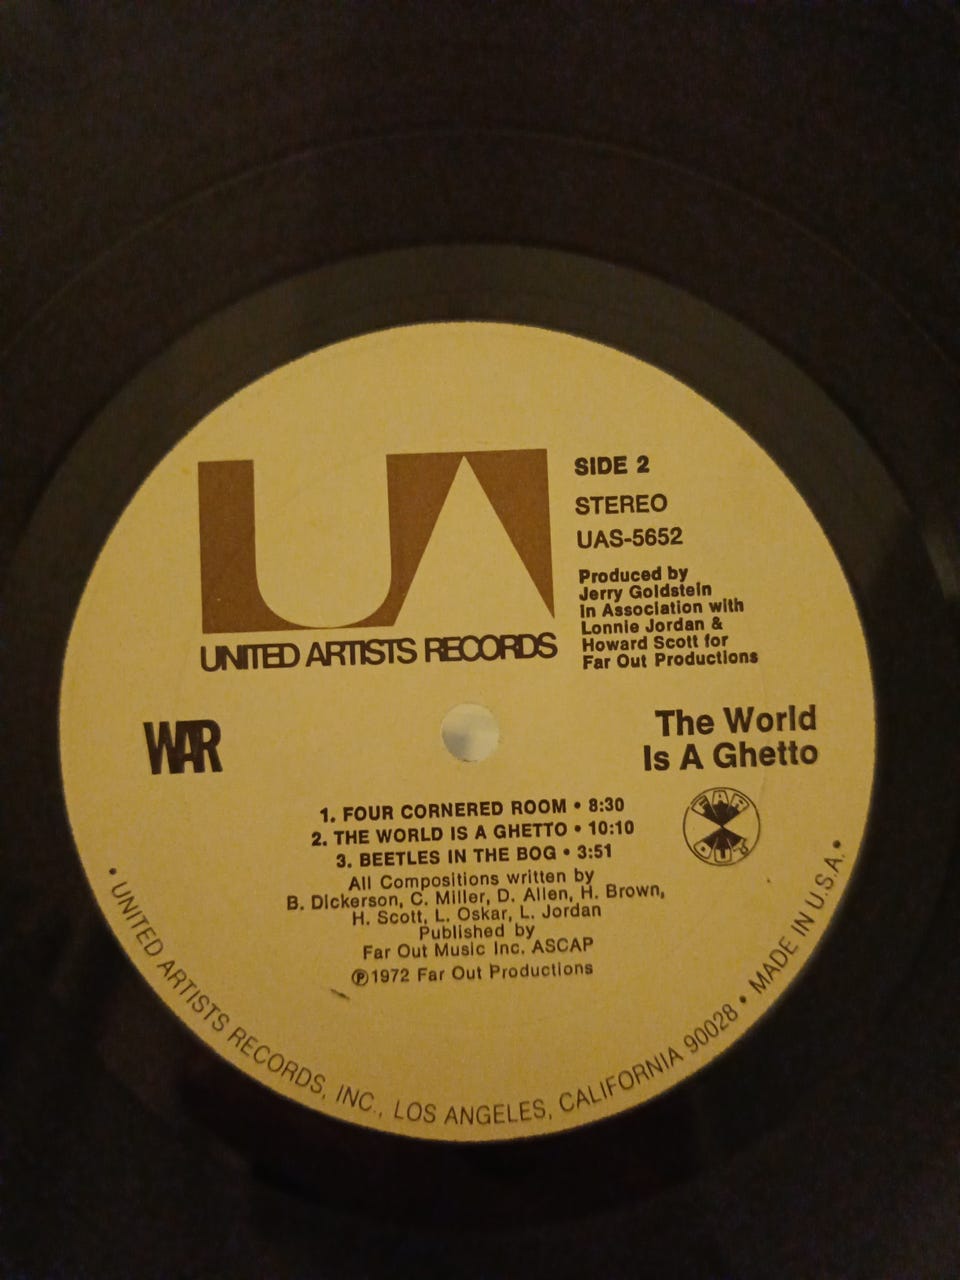 UA
UNITED ARTISTS RECORDS
SIDE 2
STEREO
UAS-5652
Produced by
Jerry Goldstein
In Association with
Lonnie Jordan &
Howard Scott for
Far Out Productions
WAR
The World
Is A Ghetto
1. FOUR CORNERED ROOM • 8:30
2. THE WORLD IS A GHETTO • 10:10
3. BEETLES IN THE BOG • 3:51
FAR
OUT
All Compositions written by
B. Dickerson, C. Miller, D. Allen, H. Brown,
H. Scott, L. Oskar, L. Jordan
Published by
Far Out Music Inc. ASCAP
℗1972 Far Out Productions
• UNITED ARTISTS RECORDS, INC., LOS ANGELES, CALIFORNIA 90028 • MADE IN U.S.A. •